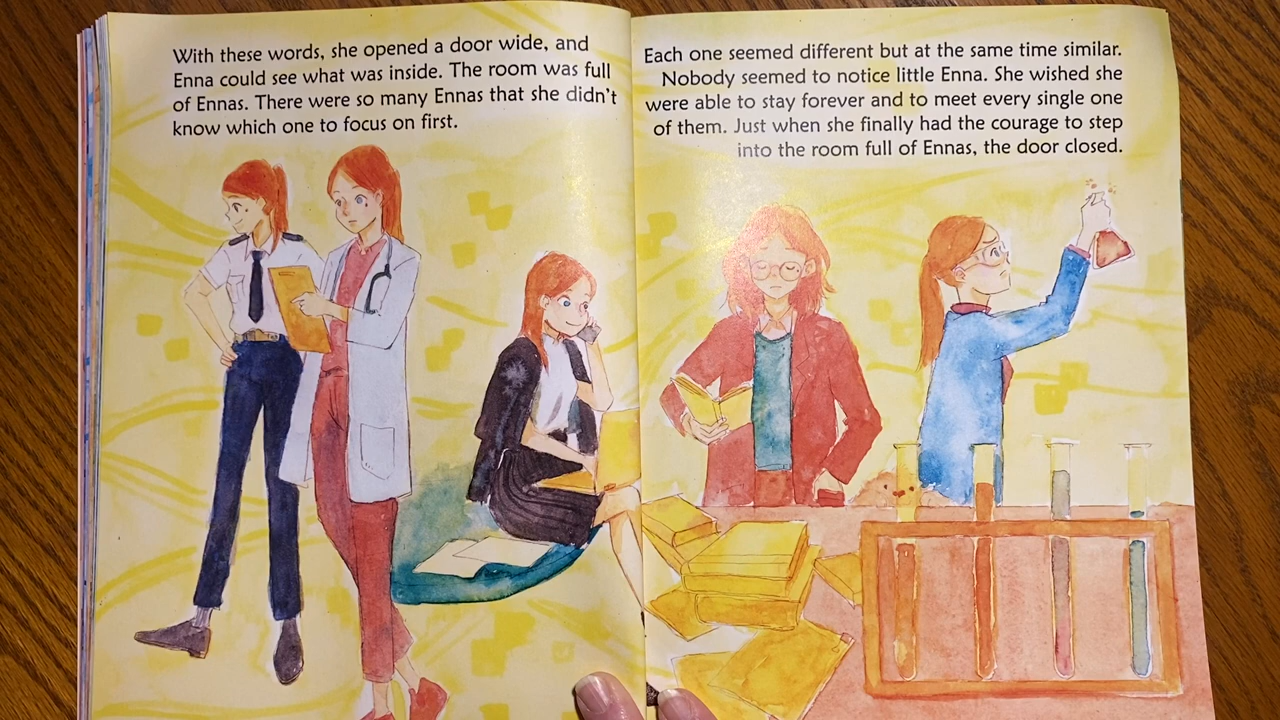 With these words, she opened a door wide, and
Enna could see what was inside. The room was full
of Ennas. There were so many Ennas that she didn't
know which one to focus on first.
Each one seemed different but at the same time similar.
Nobody seemed to notice little Enna. She wished she
were able to stay forever and to meet every single one
of them. Just when she finally had the courage to step
into the room full of Ennas, the door closed.